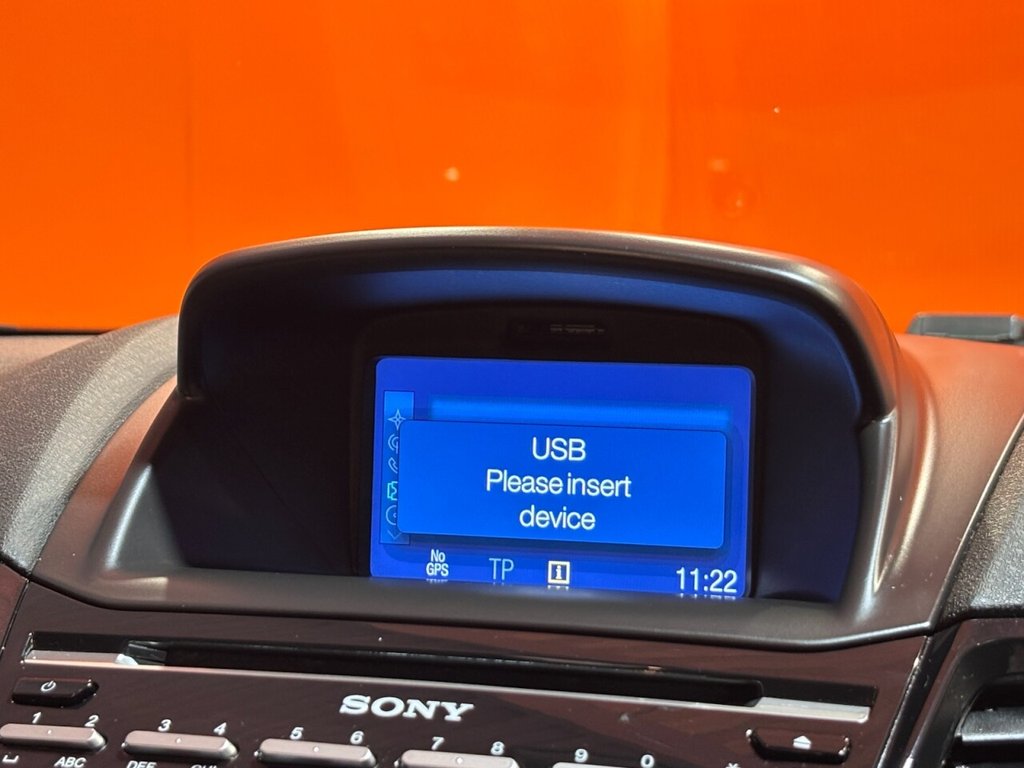 USB
Please insert
device
No
GPS
TP
i
11:22
SONY
1 2 3 4 5 6 7 8 9 0
ABC